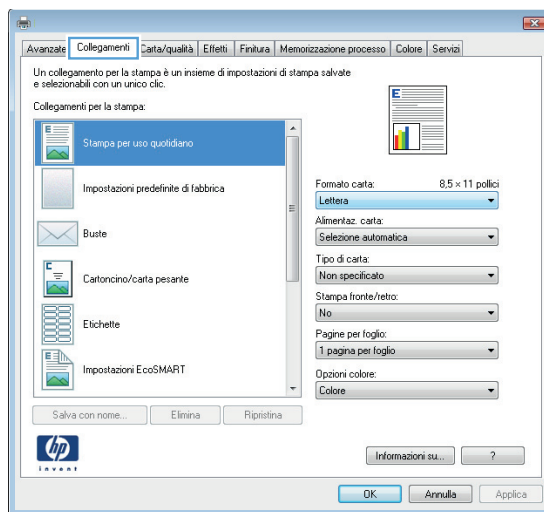 Avanzate Collegamenti Carta/qualità Effetti Finitura Memorizzazione processo Colore Servizi
Un collegamento per la stampa è un insieme di impostazioni di stampa salvate
e selezionabili con un unico clic.
Collegamenti per la stampa:
E
Stampa per uso quotidiano
Impostazioni predefinite di fabbrica
Buste
C
Cartoncino/carta pesante
Etichette
E
Impostazioni EcoSMART
Salva con nome... Elimina Ripristina
E
Formato carta: 8,5 × 11 pollici
Lettera
Alimentaz. carta:
Selezione automatica
Tipo di carta:
Non specificato
Stampa fronte/retro:
No
Pagine per foglio:
1 pagina per foglio
Opzioni colore:
Colore
hp
invent
Informazioni su... ?
OK Annulla Applica